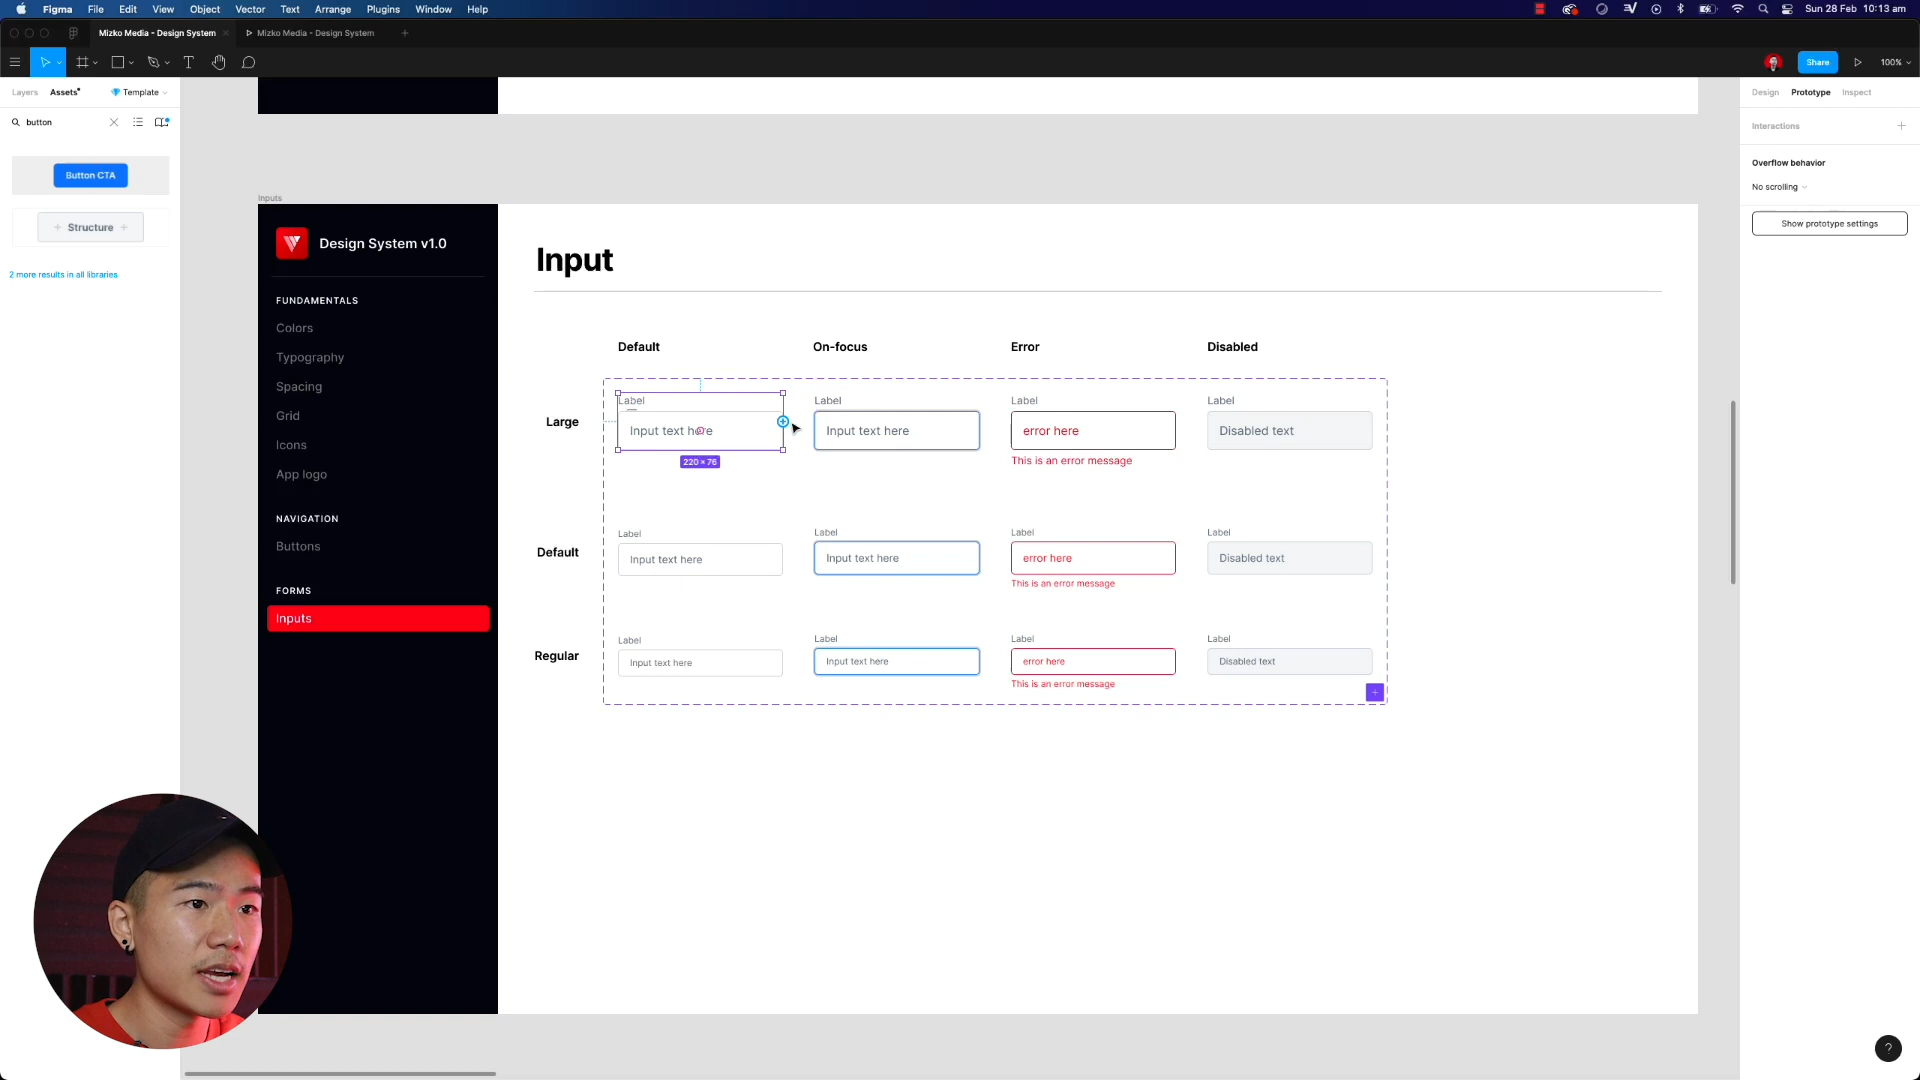 Figma File Edit View Object Vector Text Arrange Plugins Window Help
Sun 28 Feb 10:13 am
Mizko Media - Design System
Mizko Media - Design System
Share
100%
Layers Assets Template
Design Prototype Inspect
button
Interactions
Button CTA
Overflow behavior
No scrolling
Structure
Show prototype settings
2 more results in all libraries
Inputs
Design System v1.0
FUNDAMENTALS
Colors
Typography
Spacing
Grid
Icons
App logo
NAVIGATION
Buttons
FORMS
Inputs
Input
Default On-focus Error Disabled
Label Label Label Label
Large
Input text here Input text here error here Disabled text
220 × 76 This is an error message
Label Label Label Label
Default
Input text here Input text here error here Disabled text
This is an error message
Label Label Label Label
Regular
Input text here Input text here error here Disabled text
This is an error message
?